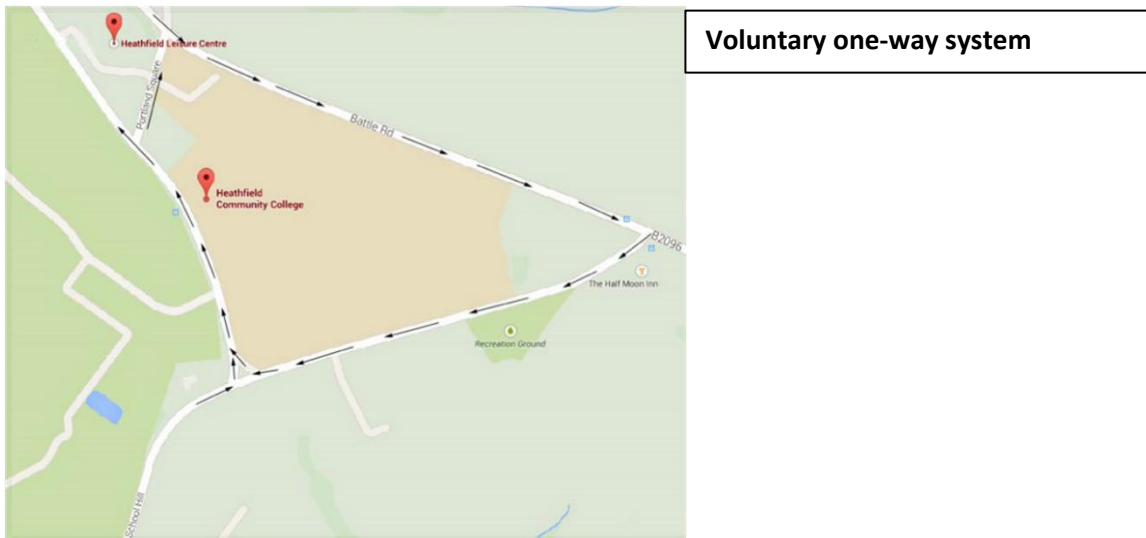 Voluntary one-way system
Heathfield Leisure Centre
Portland Square
Battle Rd
Heathfield
Community College
B2096
The Half Moon Inn
Recreation Ground
School Hill